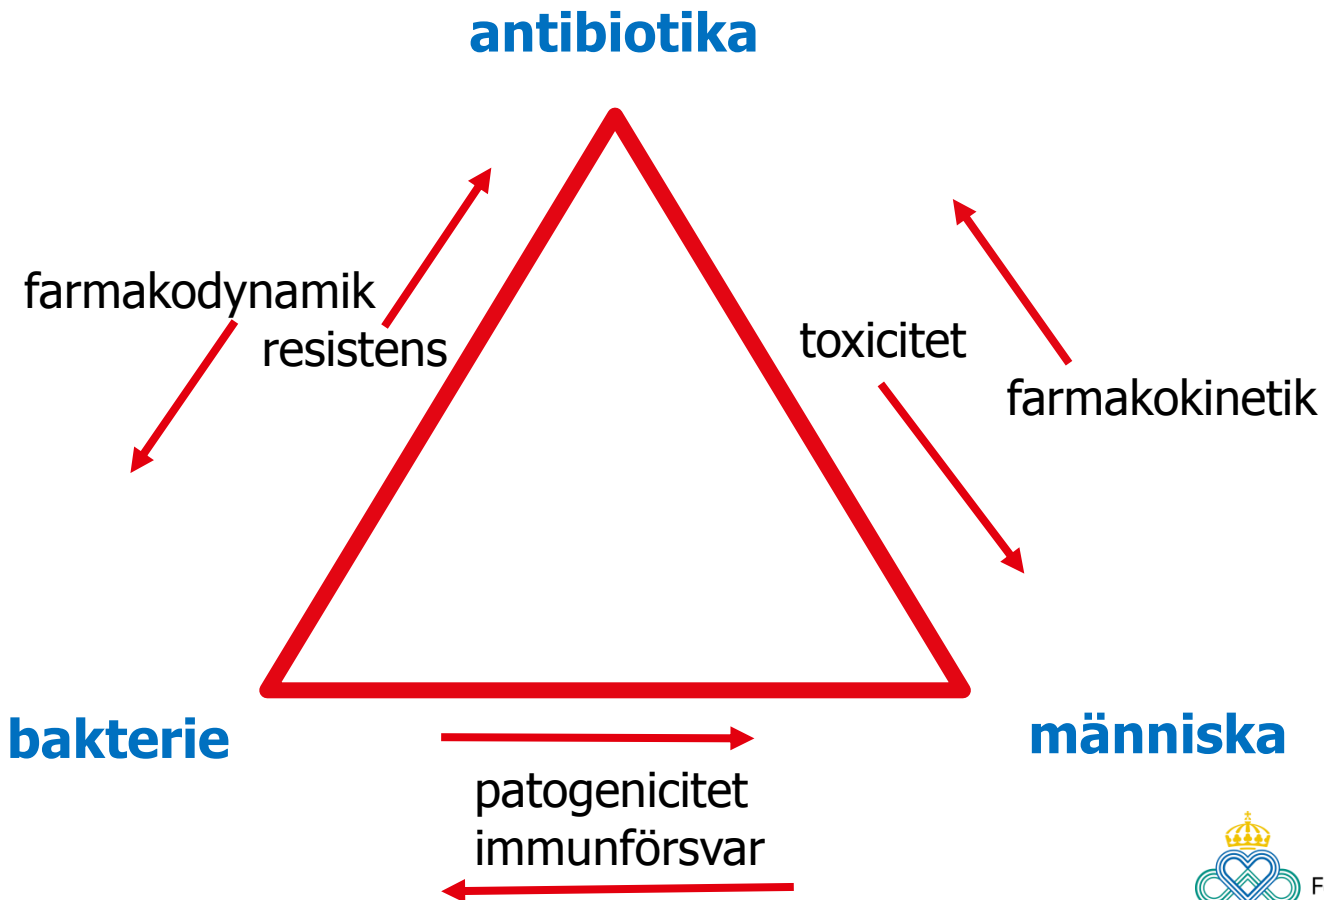 antibiotika
farmakodynamik
resistens
toxicitet
farmakokinetik
bakterie
människa
patogenicitet
immunförsvar
F